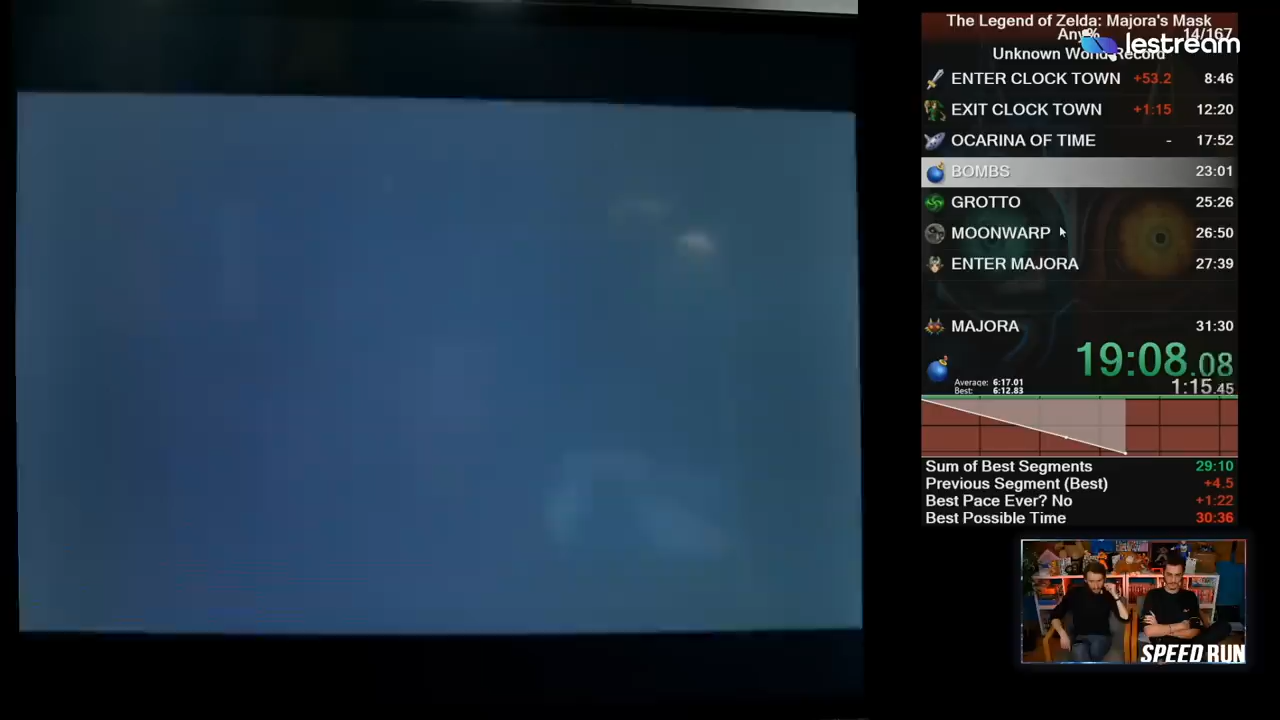 The Legend of Zelda: Majora's Mask
Any% 14/167
lestream
Unknown World Record
ENTER CLOCK TOWN +53.2 8:46
EXIT CLOCK TOWN +1:15 12:20
OCARINA OF TIME - 17:52
BOMBS 23:01
GROTTO 25:26
MOONWARP 26:50
ENTER MAJORA 27:39
MAJORA 31:30
19:08.08
Average: 6:17.01
Best: 6:12.83
1:15.45
Sum of Best Segments 29:10
Previous Segment (Best) +4.5
Best Pace Ever? No +1:22
Best Possible Time 30:36
SPEED RUN